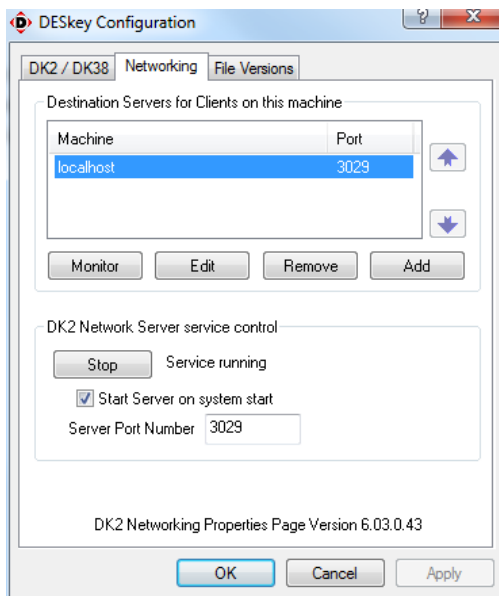 DESkey Configuration
? X
DK2 / DK38 Networking File Versions
Destination Servers for Clients on this machine
Machine Port
localhost 3029
Monitor Edit Remove Add
DK2 Network Server service control
Stop Service running
Start Server on system start
Server Port Number 3029
DK2 Networking Properties Page Version 6.03.0.43
OK Cancel Apply